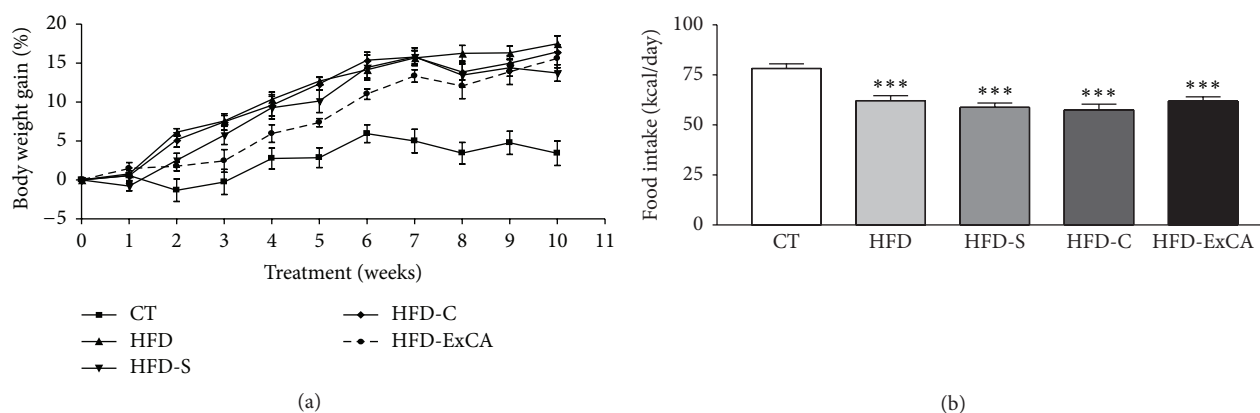 Body weight gain (%)
20
15
10
5
0
−5
0 1 2 3 4 5 6 7 8 9 10 11
Treatment (weeks)
CT
HFD
HFD-S
HFD-C
HFD-ExCA
(a)
Food intake (kcal/day)
100
75
50
25
0
*** *** *** ***
CT HFD HFD-S HFD-C HFD-ExCA
(b)